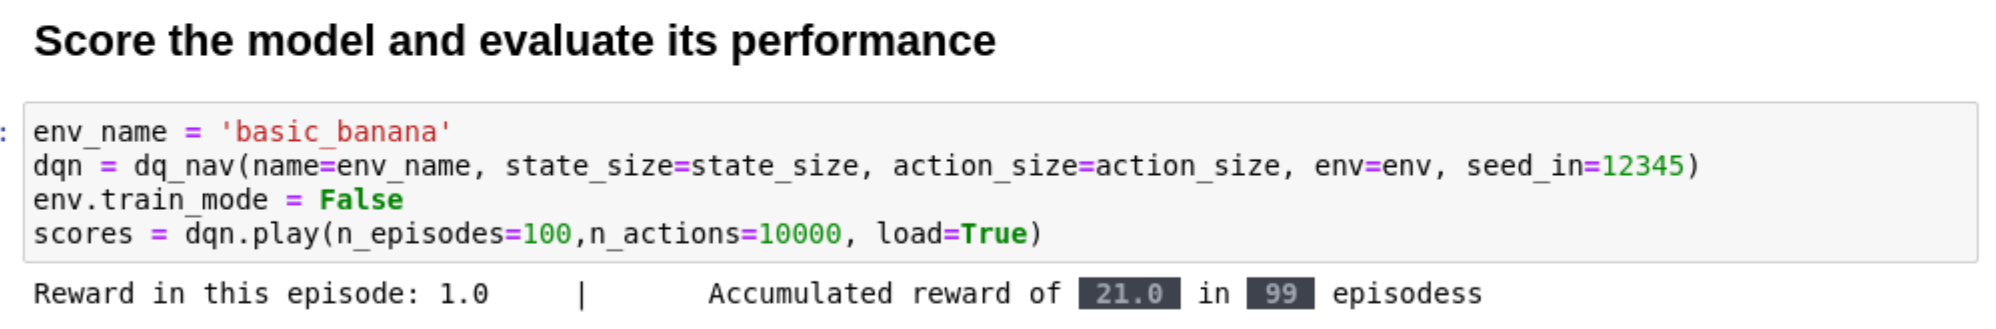 Score the model and evaluate its performance
:
env_name = 'basic_banana'
dqn = dq_nav(name=env_name, state_size=state_size, action_size=action_size, env=env, seed_in=12345)
env.train_mode = False
scores = dqn.play(n_episodes=100,n_actions=10000, load=True)
Reward in this episode: 1.0 | Accumulated reward of 21.0 in 99 episodess